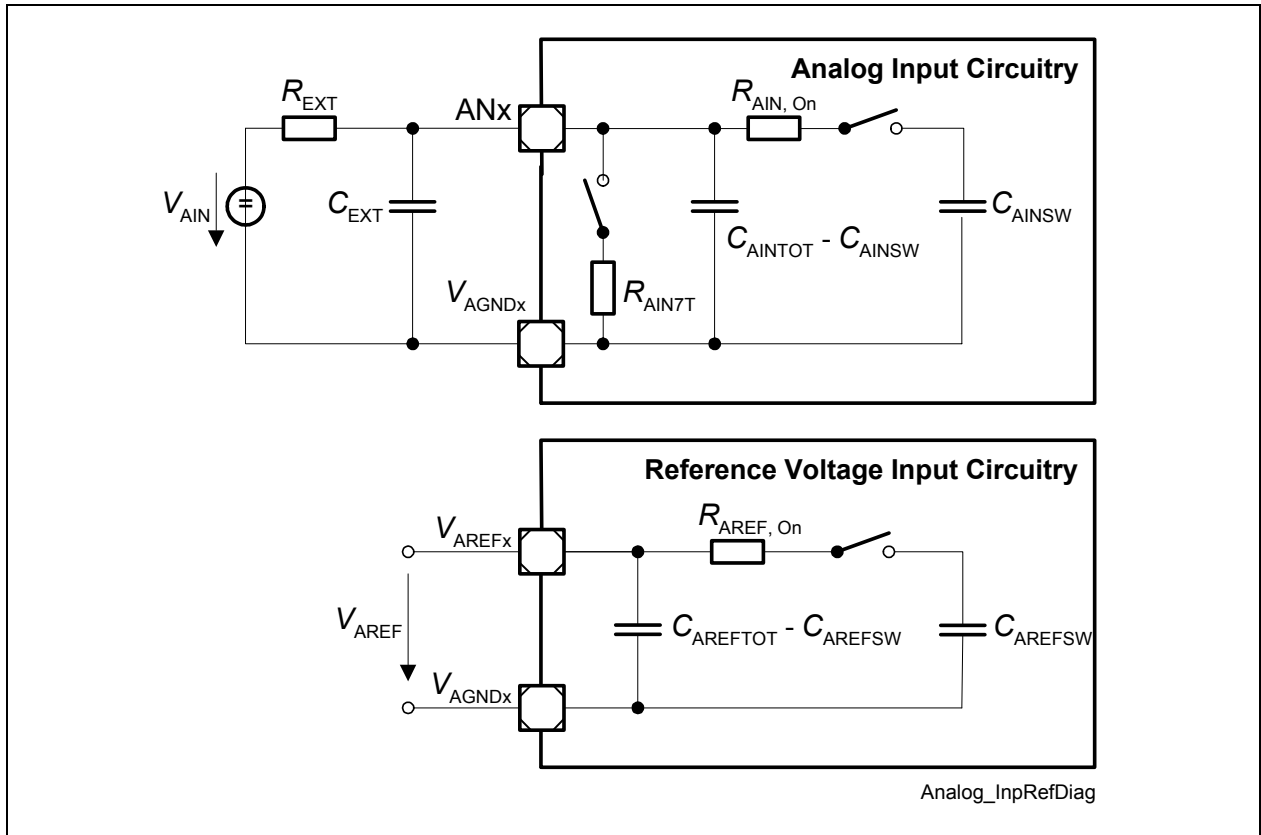 Analog Input Circuitry
R_EXT
ANx
R_AIN, On
V_AIN
=
C_EXT
C_AINTOT - C_AINSW
C_AINSW
V_AGNDx
R_AIN7T
Reference Voltage Input Circuitry
V_AREFx
R_AREF, On
V_AREF
C_AREFTOT - C_AREFSW
C_AREFSW
V_AGNDx
Analog_InpRefDiag